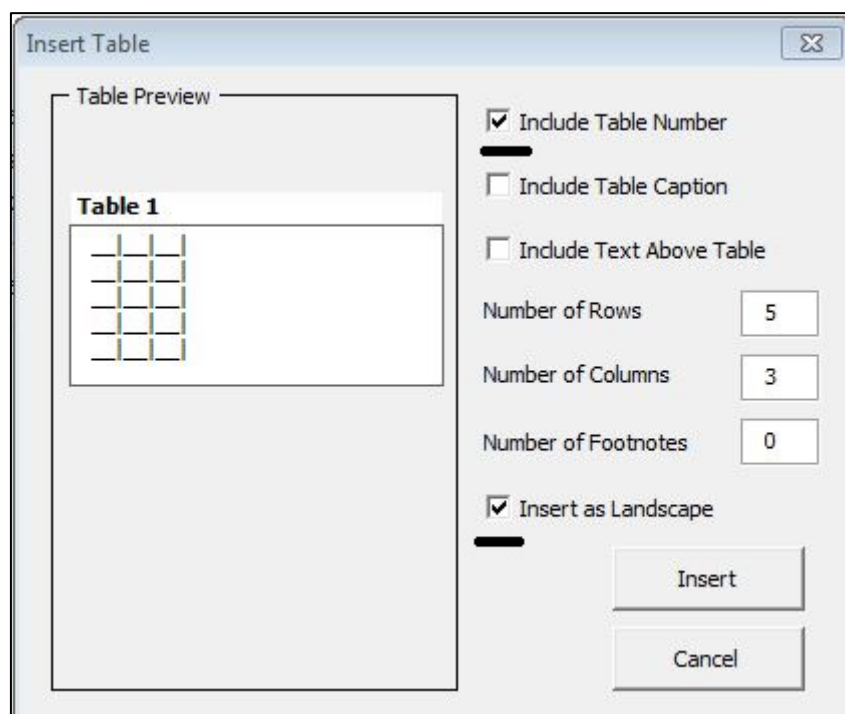 Insert Table
Table Preview
Table 1
Include Table Number
Include Table Caption
Include Text Above Table
Number of Rows 5
Number of Columns 3
Number of Footnotes 0
Insert as Landscape
Insert
Cancel